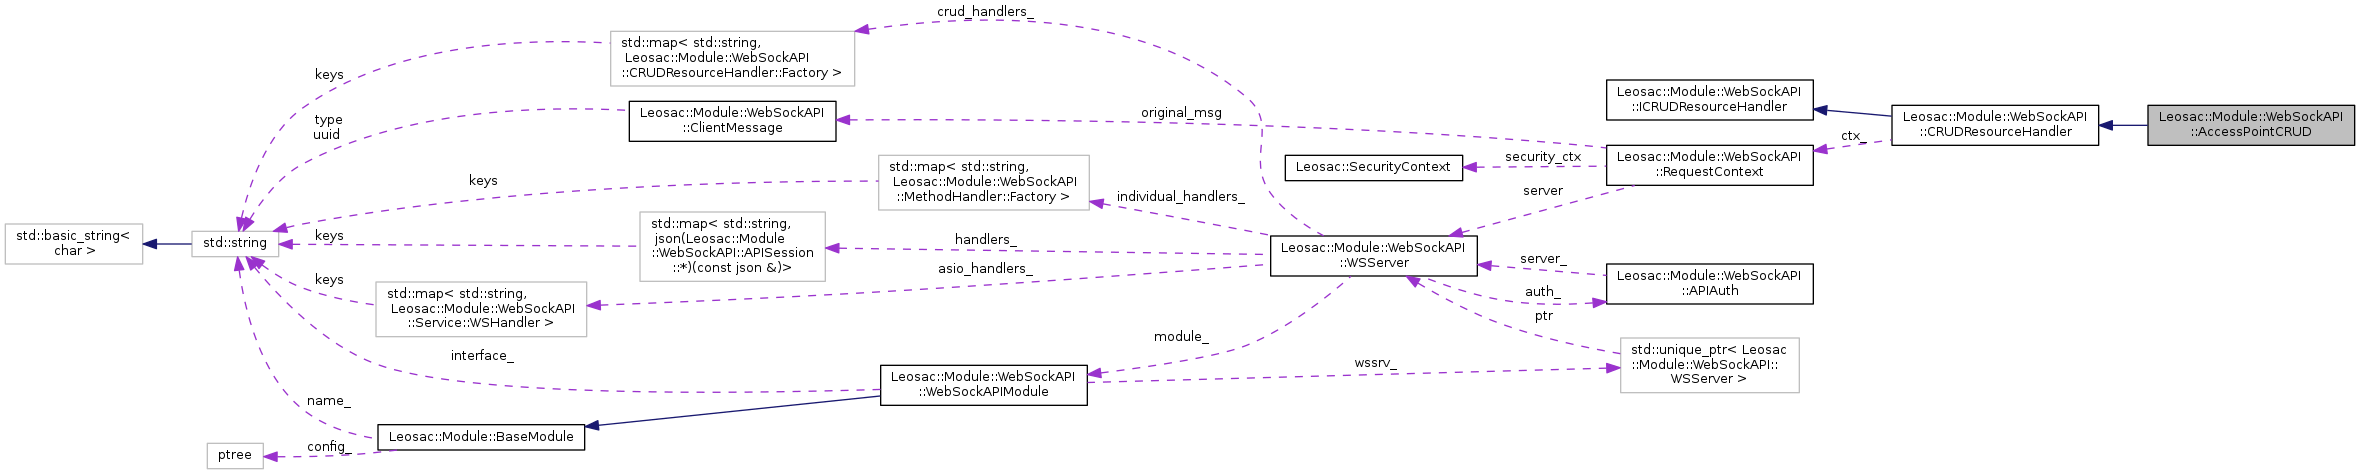 crud_handlers_
std::map< std::string,
Leosac::Module::WebSockAPI
::CRUDResourceHandler::Factory >
keys
Leosac::Module::WebSockAPI
::ClientMessage
type
uuid
original_msg
Leosac::Module::WebSockAPI
::ICRUDResourceHandler
Leosac::Module::WebSockAPI
::CRUDResourceHandler
Leosac::Module::WebSockAPI
::AccessPointCRUD
ctx_
Leosac::SecurityContext
security_ctx
Leosac::Module::WebSockAPI
::RequestContext
std::map< std::string,
Leosac::Module::WebSockAPI
::MethodHandler::Factory >
keys
individual_handlers_
server
std::basic_string<
char >
std::string
keys
std::map< std::string,
json(Leosac::Module
::WebSockAPI::APISession
::*)(const json &)>
handlers_
Leosac::Module::WebSockAPI
::WSServer
server_
Leosac::Module::WebSockAPI
::APIAuth
auth_
asio_handlers_
keys
std::map< std::string,
Leosac::Module::WebSockAPI
::Service::WSHandler >
ptr
module_
interface_
std::unique_ptr< Leosac
::Module::WebSockAPI::
WSServer >
wssrv_
Leosac::Module::WebSockAPI
::WebSockAPIModule
name_
Leosac::Module::BaseModule
config_
ptree